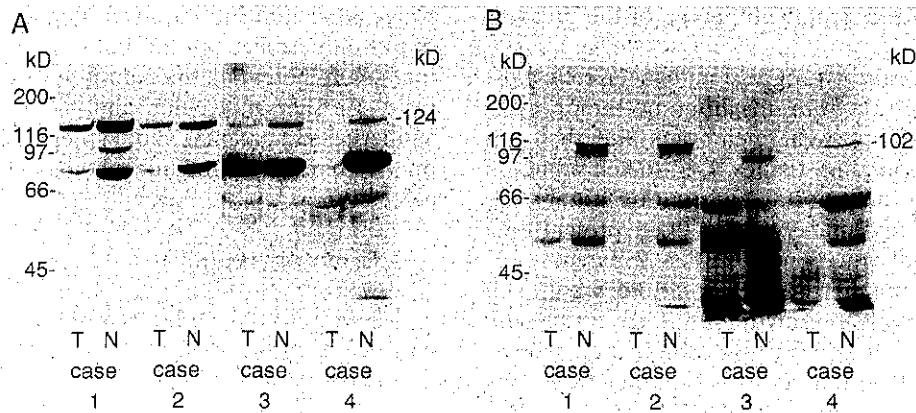 A
kD
kD
200-
-124
116-
97-
66-
45-
T N T N T N T N
case case case case
1 2 3 4
B
kD
kD
200-
116-
97-
-102
66-
45-
T N T N T N T N
case case case case
1 2 3 4